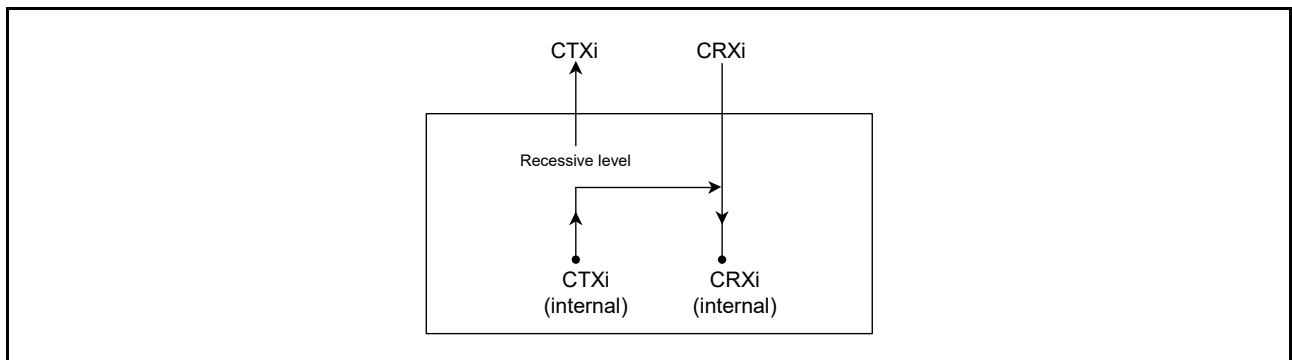 CTXi CRXi
Recessive level
CTXi CRXi
(internal) (internal)